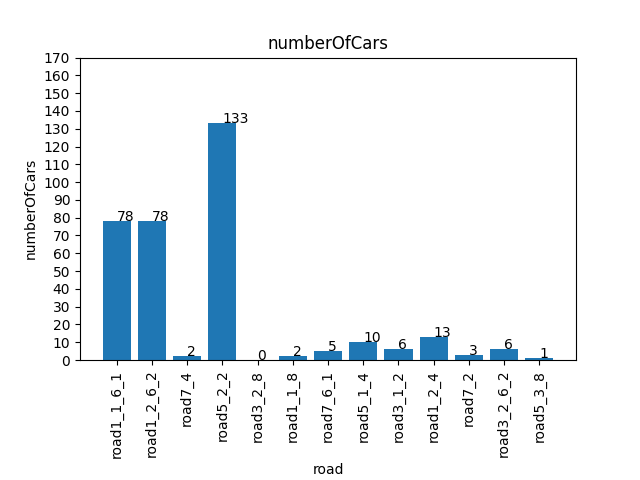 numberOfCars
numberOfCars
170
160
150
140
130
120
110
100
90
80
70
60
50
40
30
20
10
0
78
78
2
133
0
2
5
10
6
13
3
6
1
road1_1_6_1
road1_2_6_2
road7_4
road5_2_2
road3_2_8
road1_1_8
road7_6_1
road5_1_4
road3_1_2
road1_2_4
road7_2
road3_2_6_2
road5_3_8
road